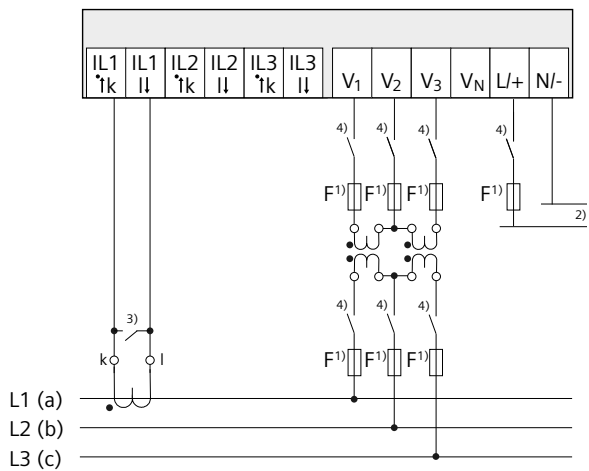 IL1 IL1 IL2 IL2 IL3 IL3
↑k I↓ ↑k I↓ ↑k I↓ V₁ V₂ V₃ V_N L/+ N/-
4) 4) 4) 4)
F¹⁾ F¹⁾ F¹⁾ F¹⁾
2)
4) 4) 4)
3)
k l F¹⁾ F¹⁾ F¹⁾
L1 (a)
L2 (b)
L3 (c)